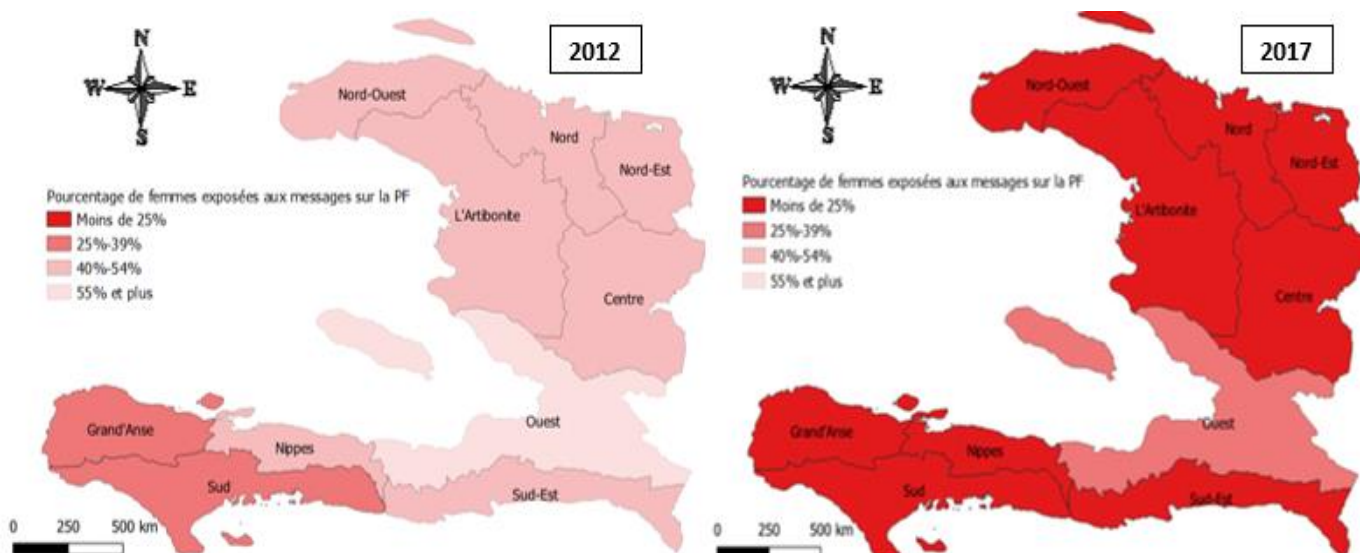 2012
N
W E
S
Nord-Ouest
Nord
Nord-Est
Pourcentage de femmes exposées aux messages sur la PF
Moins de 25%
25%-39%
40%-54%
55% et plus
L'Artibonite
Centre
Ouest
Grand'Anse
Nippes
Sud
Sud-Est
0 250 500 km
2017
N
W E
S
Nord-Ouest
Nord
Nord-Est
Pourcentage de femmes exposées aux messages sur la PF
Moins de 25%
25%-39%
40%-54%
55% et plus
L'Artibonite
Centre
Ouest
Grand'Anse
Nippes
Sud
Sud-Est
0 250 500 km